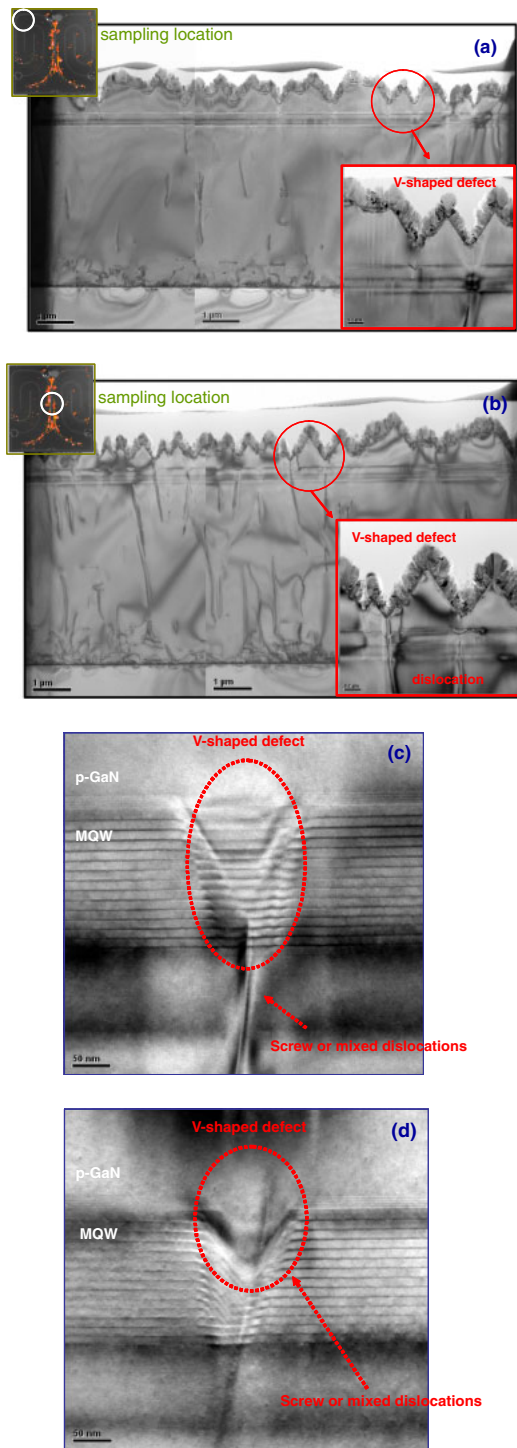 sampling location
(a)
V-shaped defect
1 µm
1 µm
sampling location
(b)
V-shaped defect
dislocation
1 µm
1 µm
V-shaped defect
(c)
p-GaN
MQW
Screw or mixed dislocations
50 nm
(d)
V-shaped defect
p-GaN
MQW
Screw or mixed dislocations
50 nm